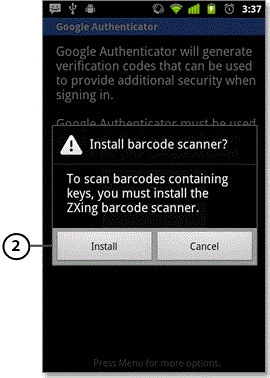 3:37
Google Authenticator
Google Authenticator will generate
verification codes that can be used
to provide additional security when
signing in.
Google Authenticator must be used
Install barcode scanner?
To scan barcodes containing
keys, you must install the
ZXing barcode scanner.
2
Install
Cancel
Press Menu for more options.